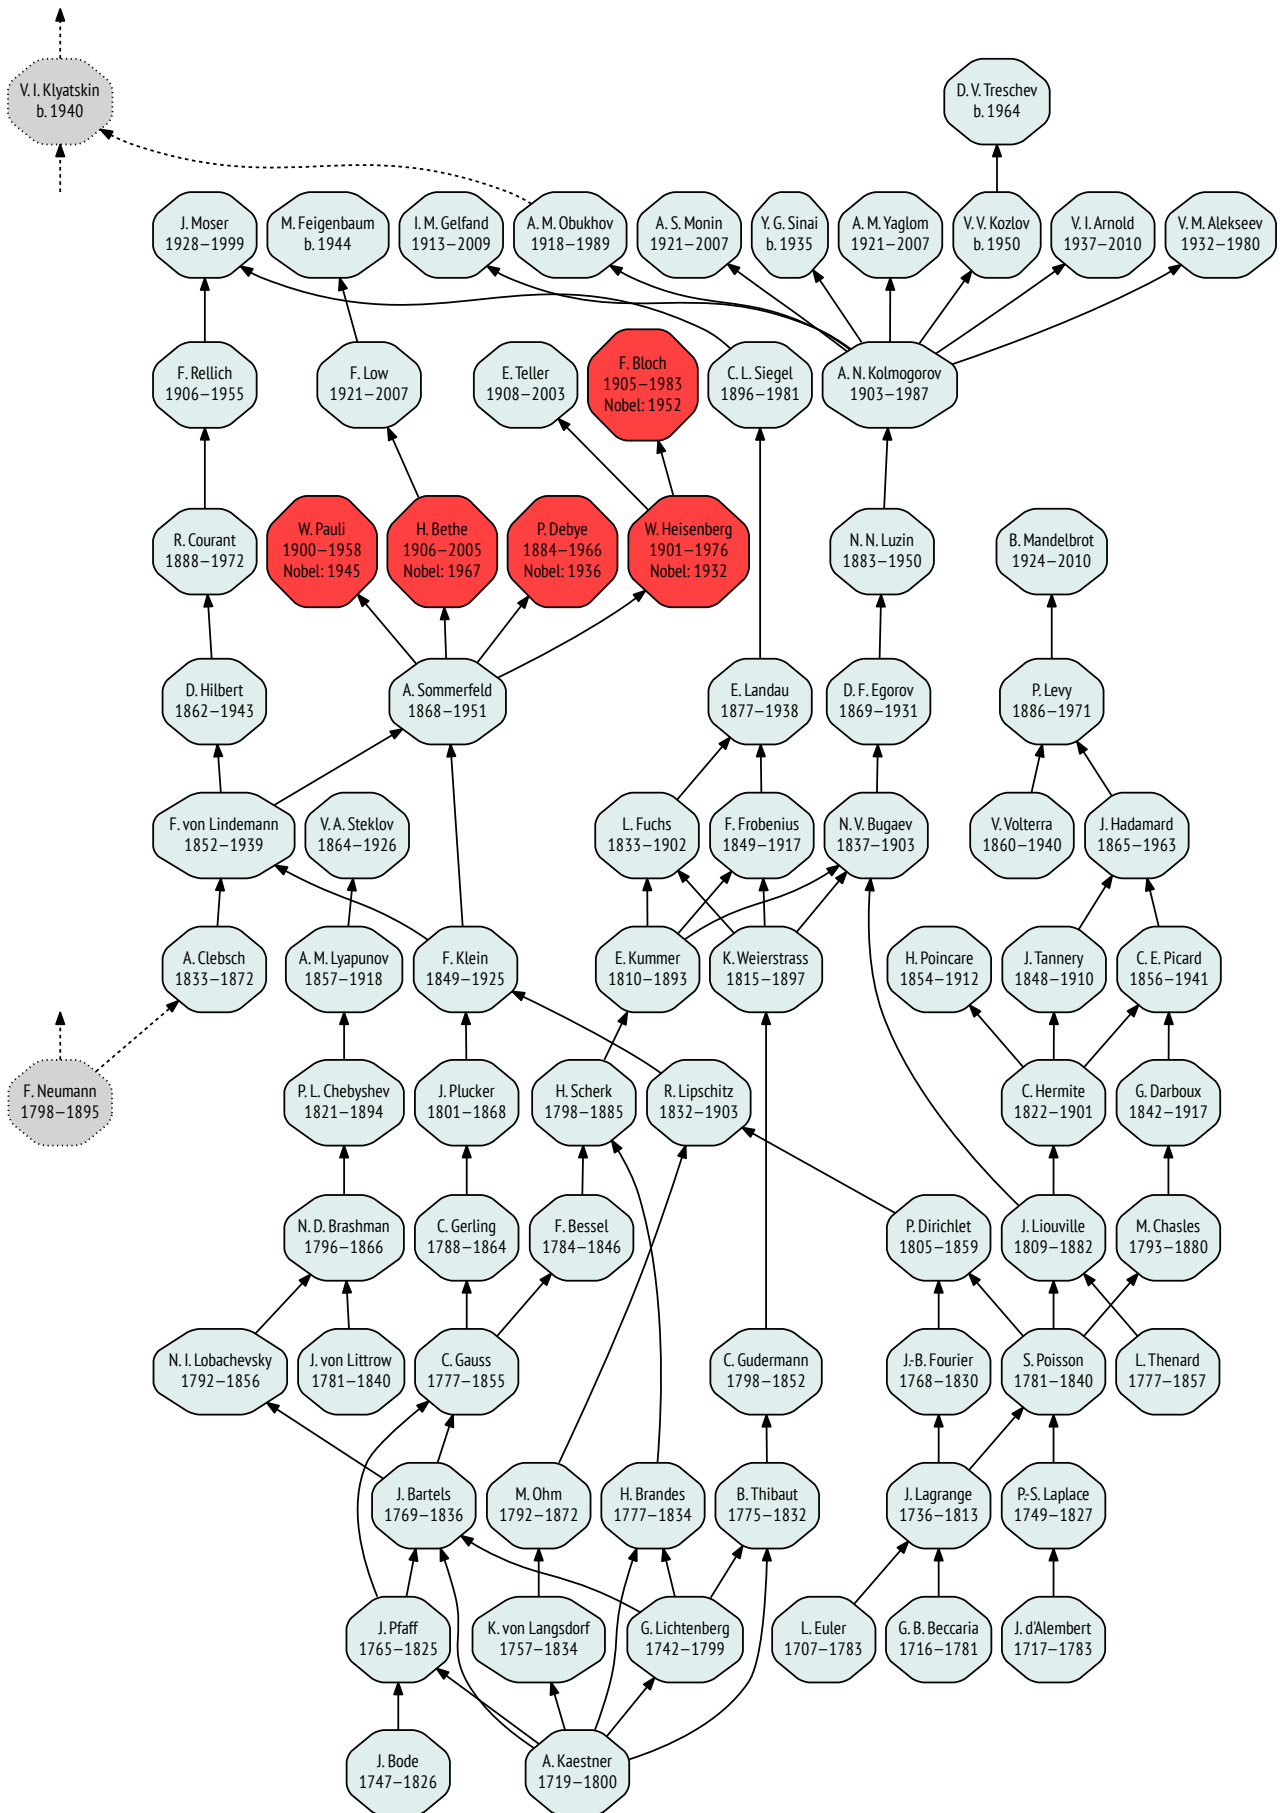 V. I. Klyatskin
b. 1940
D. V. Treschev
b. 1964
J. Moser
1928–1999
M. Feigenbaum
b. 1944
I. M. Gelfand
1913–2009
A. M. Obukhov
1918–1989
A. S. Monin
1921–2007
Y. G. Sinai
b. 1935
A. M. Yaglom
1921–2007
V. V. Kozlov
b. 1950
V. I. Arnold
1937–2010
V. M. Alekseev
1932–1980
F. Rellich
1906–1955
F. Low
1921–2007
E. Teller
1908–2003
F. Bloch
1905–1983
Nobel: 1952
C. L. Siegel
1896–1981
A. N. Kolmogorov
1903–1987
R. Courant
1888–1972
W. Pauli
1900–1958
Nobel: 1945
H. Bethe
1906–2005
Nobel: 1967
P. Debye
1884–1966
Nobel: 1936
W. Heisenberg
1901–1976
Nobel: 1932
N. N. Luzin
1883–1950
B. Mandelbrot
1924–2010
D. Hilbert
1862–1943
A. Sommerfeld
1868–1951
E. Landau
1877–1938
D. F. Egorov
1869–1931
P. Levy
1886–1971
F. von Lindemann
1852–1939
V. A. Steklov
1864–1926
L. Fuchs
1833–1902
F. Frobenius
1849–1917
N. V. Bugaev
1837–1903
V. Volterra
1860–1940
J. Hadamard
1865–1963
A. Clebsch
1833–1872
A. M. Lyapunov
1857–1918
F. Klein
1849–1925
E. Kummer
1810–1893
K. Weierstrass
1815–1897
H. Poincare
1854–1912
J. Tannery
1848–1910
C. E. Picard
1856–1941
F. Neumann
1798–1895
P. L. Chebyshev
1821–1894
J. Plucker
1801–1868
H. Scherk
1798–1885
R. Lipschitz
1832–1903
C. Hermite
1822–1901
G. Darboux
1842–1917
N. D. Brashman
1796–1866
C. Gerling
1788–1864
F. Bessel
1784–1846
P. Dirichlet
1805–1859
J. Liouville
1809–1882
M. Chasles
1793–1880
N. I. Lobachevsky
1792–1856
J. von Littrow
1781–1840
C. Gauss
1777–1855
C. Gudermann
1798–1852
J.-B. Fourier
1768–1830
S. Poisson
1781–1840
L. Thenard
1777–1857
J. Bartels
1769–1836
M. Ohm
1792–1872
H. Brandes
1777–1834
B. Thibaut
1775–1832
J. Lagrange
1736–1813
P.-S. Laplace
1749–1827
J. Pfaff
1765–1825
K. von Langsdorf
1757–1834
G. Lichtenberg
1742–1799
L. Euler
1707–1783
G. B. Beccaria
1716–1781
J. d'Alembert
1717–1783
J. Bode
1747–1826
A. Kaestner
1719–1800